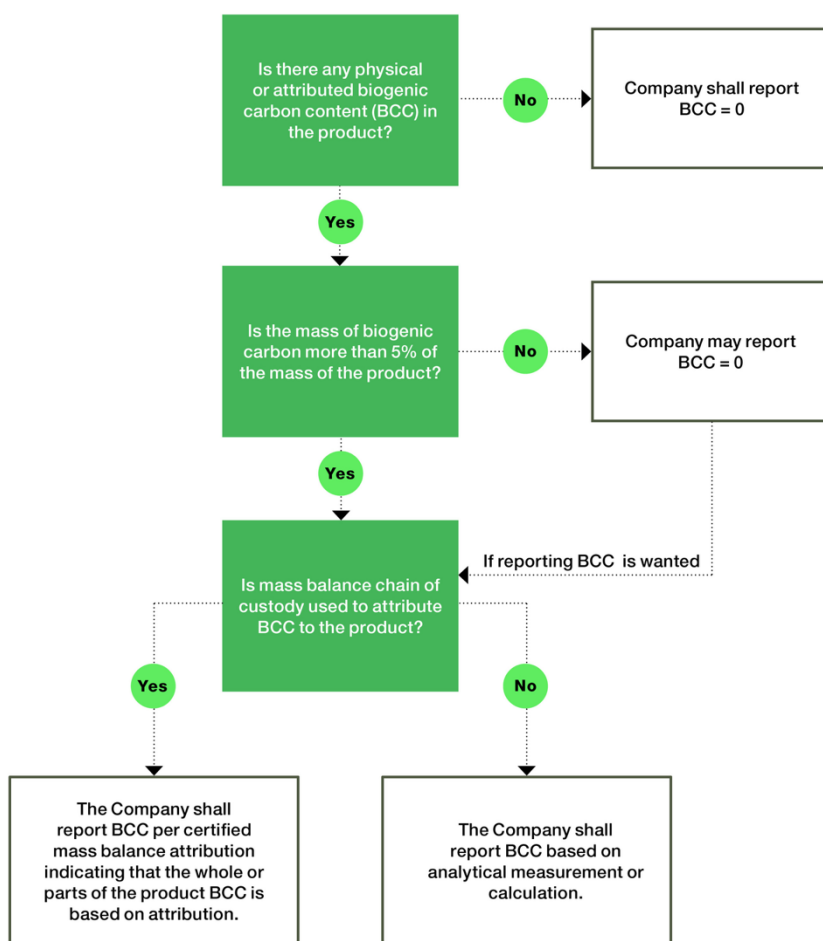 Is there any physical
or attributed biogenic
carbon content (BCC) in
the product?
No
Company shall report
BCC = 0
Yes
Is the mass of biogenic
carbon more than 5% of
the mass of the product?
No
Company may report
BCC = 0
Yes
If reporting BCC is wanted
Is mass balance chain of
custody used to attribute
BCC to the product?
Yes
No
The Company shall
report BCC per certified
mass balance attribution
indicating that the whole or
parts of the product BCC is
based on attribution.
The Company shall
report BCC based on
analytical measurement or
calculation.